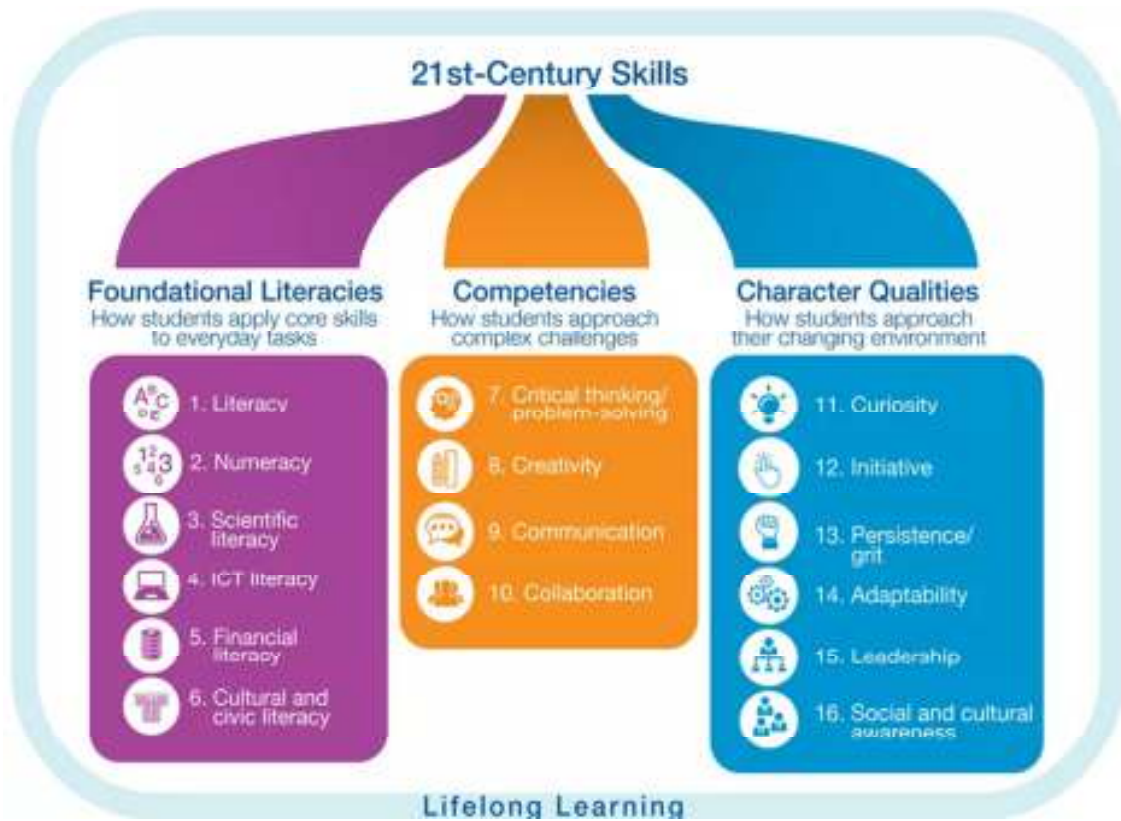 21st-Century Skills
Foundational Literacies
How students apply core skills
to everyday tasks
1. Literacy
2. Numeracy
3. Scientific
literacy
4. ICT literacy
5. Financial
literacy
6. Cultural and
civic literacy
Competencies
How students approach
complex challenges
7. Critical thinking/
problem-solving
8. Creativity
9. Communication
10. Collaboration
Character Qualities
How students approach
their changing environment
11. Curiosity
12. Initiative
13. Persistence/
grit
14. Adaptability
15. Leadership
16. Social and cultural
awareness
Lifelong Learning